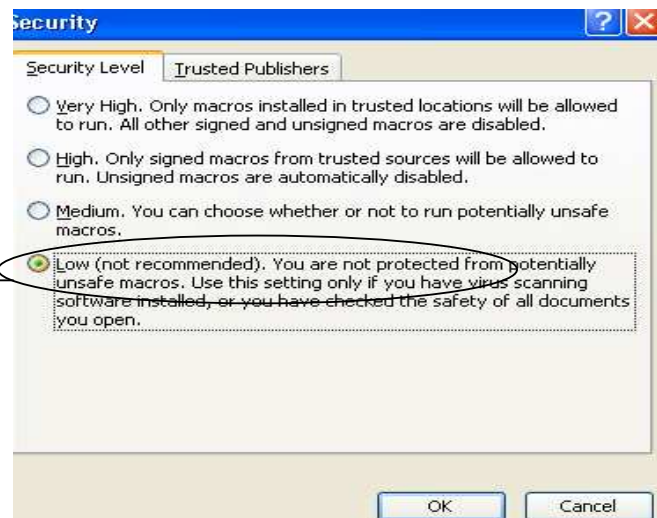 Security
Security Level Trusted Publishers
Very High. Only macros installed in trusted locations will be allowed
to run. All other signed and unsigned macros are disabled.
High. Only signed macros from trusted sources will be allowed to
run. Unsigned macros are automatically disabled.
Medium. You can choose whether or not to run potentially unsafe
macros.
Low (not recommended). You are not protected from potentially
unsafe macros. Use this setting only if you have virus scanning
software installed, or you have checked the safety of all documents
you open.
OK Cancel